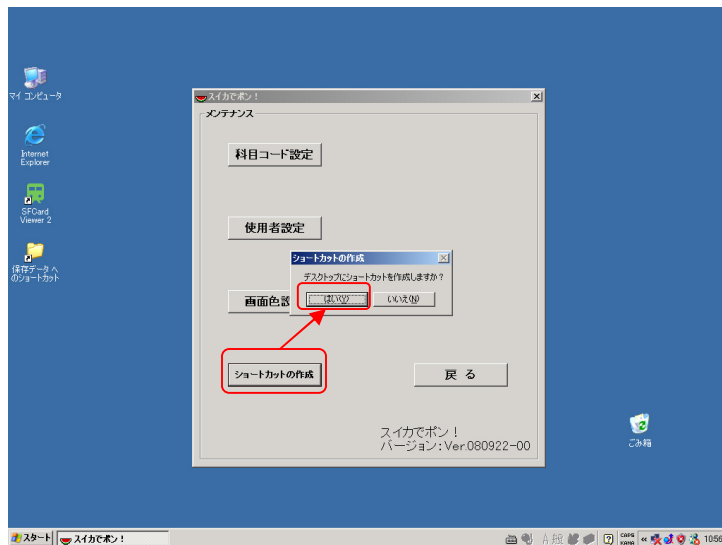 マイ コンピュータ
Internet
Explorer
SFCard
Viewer 2
保存データへ
のショートカット
スイカでポン！
メンテナンス
科目コード設定
使用者設定
画面色設
ショートカットの作成
デスクトップにショートカットを作成しますか？
はい(Y)
いいえ(N)
ショートカットの作成
戻 る
スイカでポン！
バージョン：Ver.080922-00
ごみ箱
スタート
スイカでポン！
A 般
CAPS
KANA
10:56